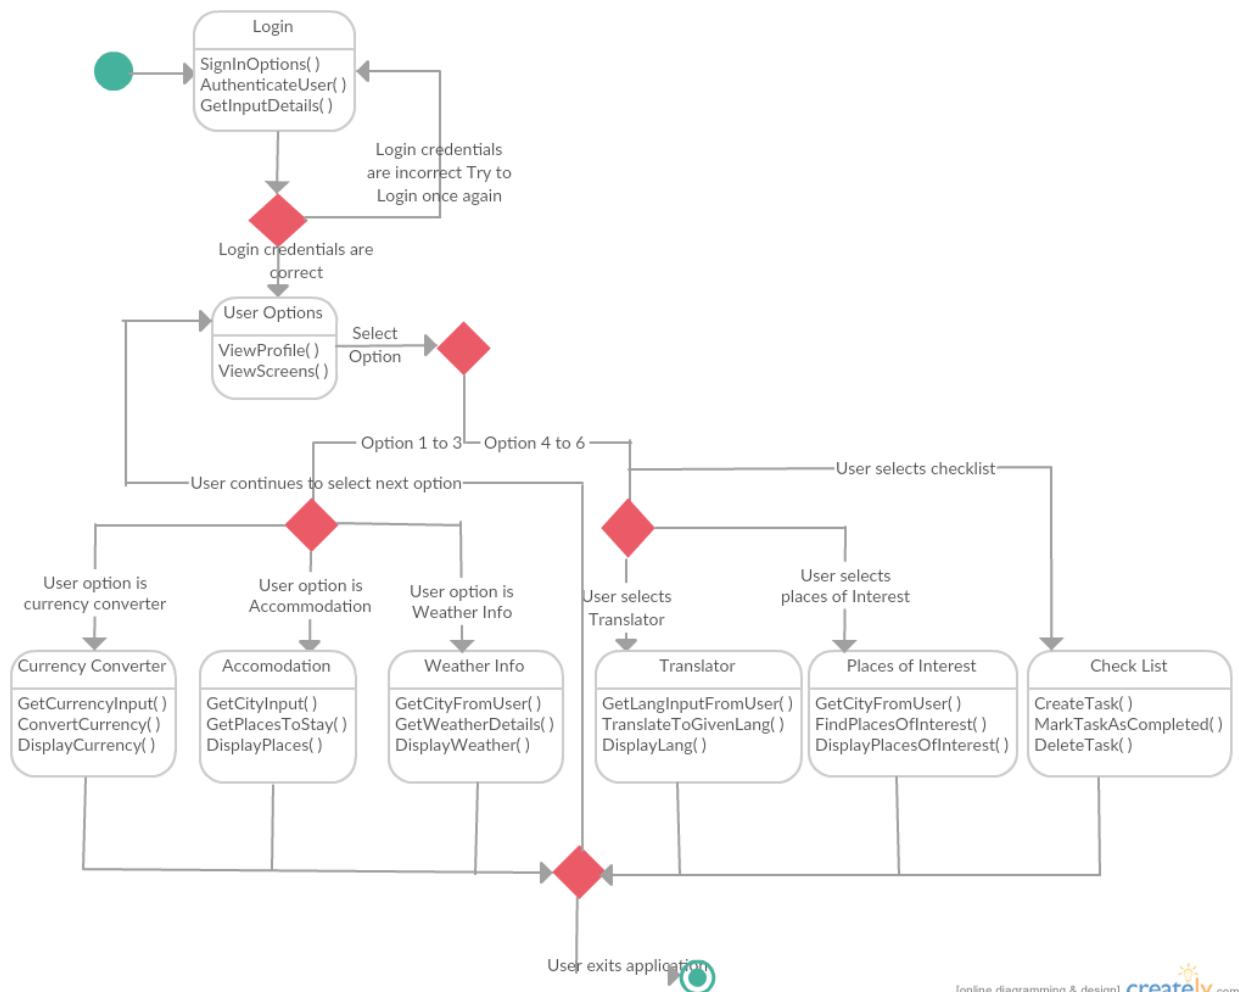 Login
SignInOptions( )
AuthenticateUser( )
GetInputDetails( )
Login credentials
are incorrect Try to
Login once again
Login credentials are
correct
User Options
ViewProfile( )
ViewScreens( )
Select
Option
Option 1 to 3
Option 4 to 6
User selects checklist
User continues to select next option
User option is
currency converter
User option is
Accommodation
User option is
Weather Info
User selects
Translator
User selects
places of Interest
Currency Converter
GetCurrencyInput( )
ConvertCurrency( )
DisplayCurrency( )
Accomodation
GetCityInput( )
GetPlacesToStay( )
DisplayPlaces( )
Weather Info
GetCityFromUser( )
GetWeatherDetails( )
DisplayWeather( )
Translator
GetLangInputFromUser( )
TranslateToGivenLang( )
DisplayLang( )
Places of Interest
GetCityFromUser( )
FindPlacesOfInterest( )
DisplayPlacesOfInterest( )
Check List
CreateTask( )
MarkTaskAsCompleted( )
DeleteTask( )
User exits application
[online diagramming & design] creately.com